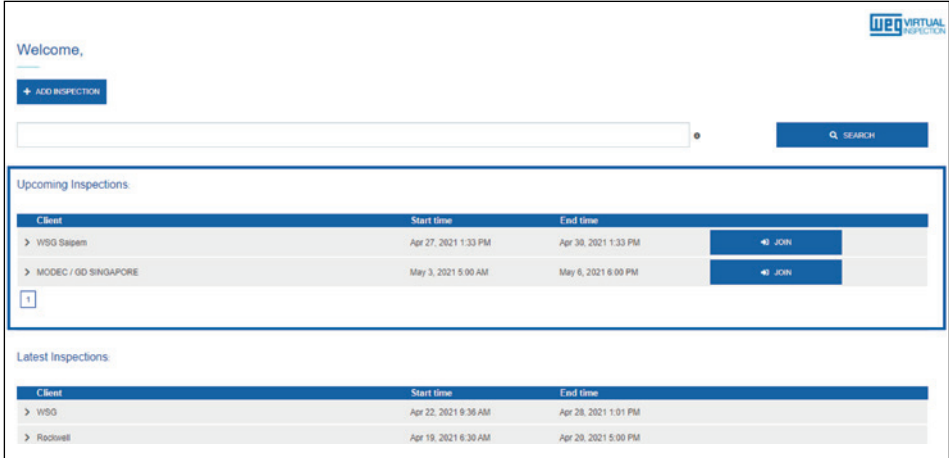 WEG VIRTUAL INSPECTION
Welcome,
+ ADD INSPECTION
SEARCH
Upcoming Inspections:
Client Start time End time
> WSG Saipem Apr 27, 2021 1:33 PM Apr 30, 2021 1:33 PM JOIN
> MODEC / GD SINGAPORE May 3, 2021 5:00 AM May 6, 2021 6:00 PM JOIN
1
Latest Inspections:
Client Start time End time
> WSG Apr 22, 2021 9:36 AM Apr 28, 2021 1:01 PM
> Rockwell Apr 19, 2021 6:30 AM Apr 20, 2021 5:00 PM